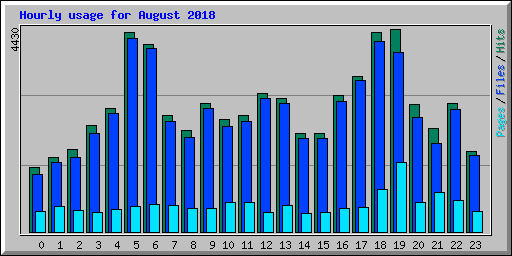 Hourly usage for August 2018
4430
Pages/Files/Hits
0 1 2 3 4 5 6 7 8 9 10 11 12 13 14 15 16 17 18 19 20 21 22 23